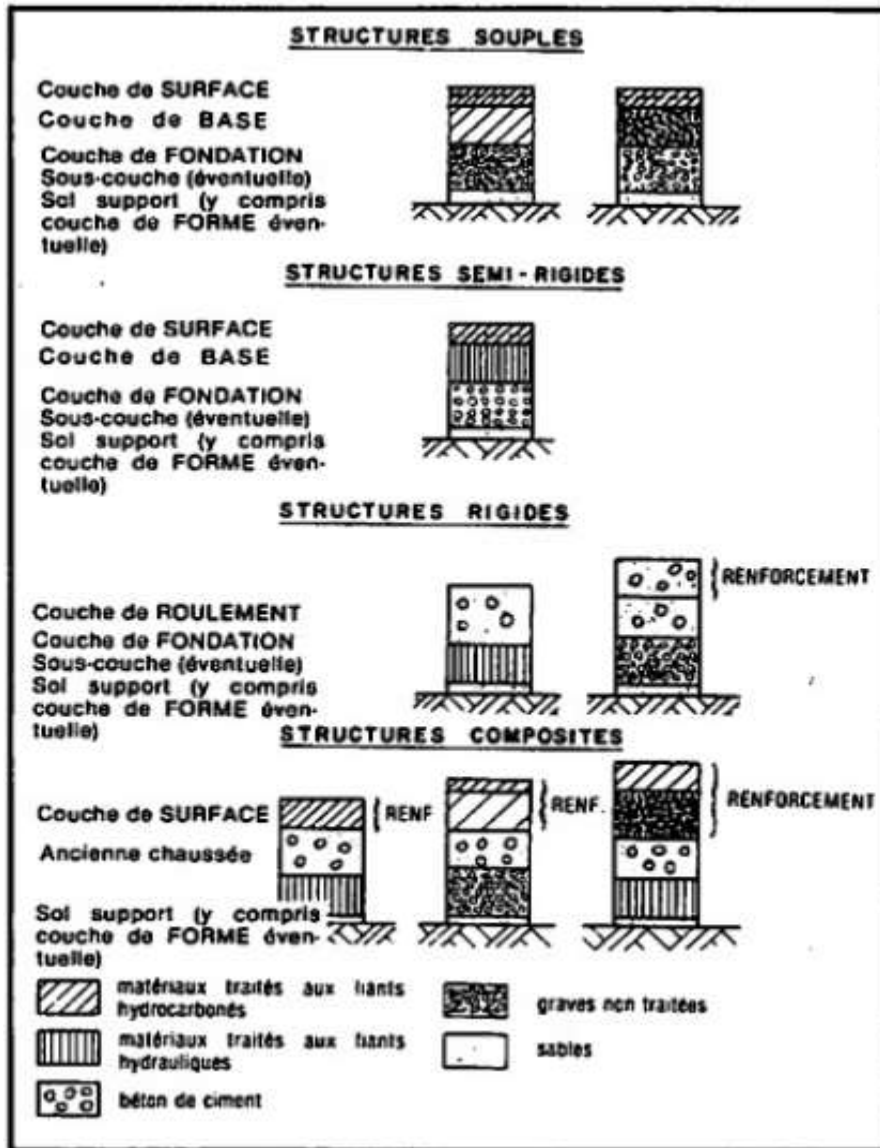 STRUCTURES SOUPLES
Couche de SURFACE
Couche de BASE
Couche de FONDATION
Sous-couche (éventuelle)
Sol support (y compris
couche de FORME éven-
tuelle)
STRUCTURES SEMI-RIGIDES
Couche de SURFACE
Couche de BASE
Couche de FONDATION
Sous-couche (éventuelle)
Sol support (y compris
couche de FORME éven-
tuelle)
STRUCTURES RIGIDES
RENFORCEMENT
Couche de ROULEMENT
Couche de FONDATION
Sous-couche (éventuelle)
Sol support (y compris
couche de FORME éven-
tuelle)
STRUCTURES COMPOSITES
Couche de SURFACE
RENF
RENF.
RENFORCEMENT
Ancienne chaussée
Sol support (y compris
couche de FORME éven-
tuelle)
matériaux traités aux liants
hydrocarbonés
graves non traitées
matériaux traités aux liants
hydrauliques
sables
béton de ciment